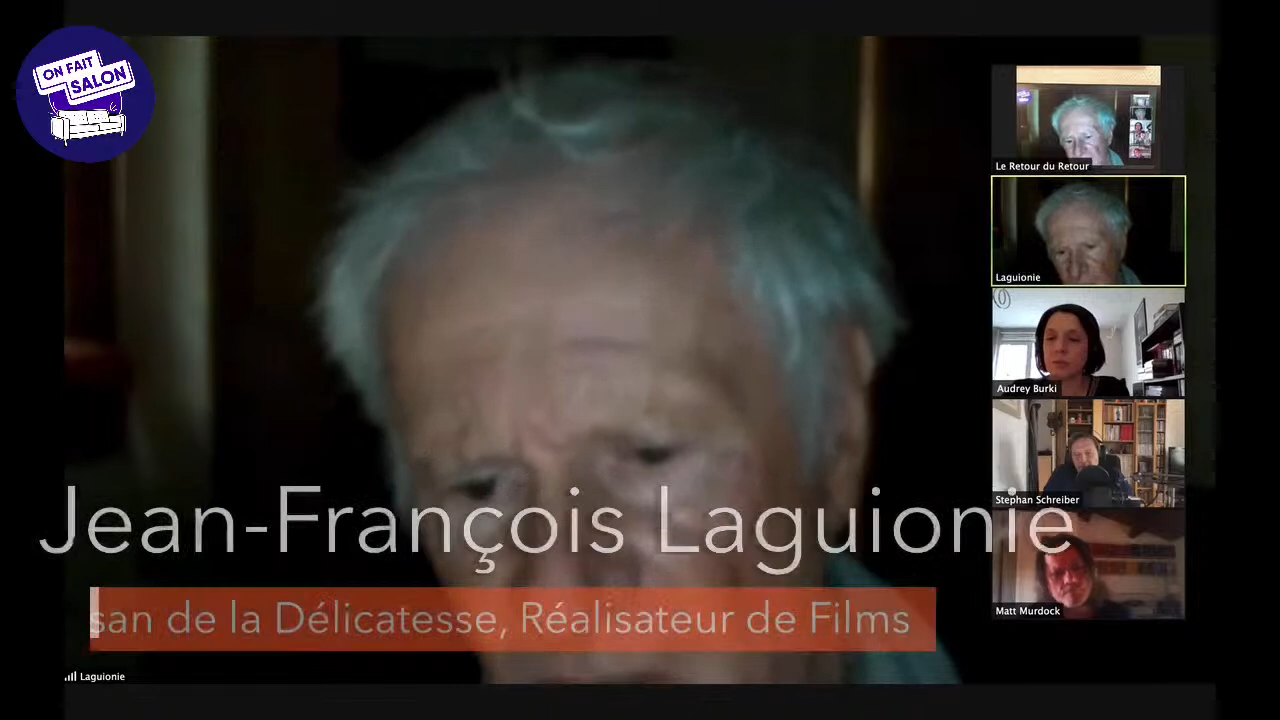 ON FAIT
SALON
Le Retour du Retour
Laguionie
Audrey Burki
Stephan Schreiber
Jean-François Laguionie
Matt Murdock
san de la Délicatesse, Réalisateur de Films
Laguionie